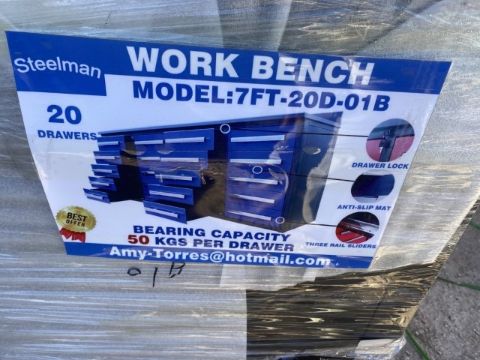 Steelman
WORK BENCH
MODEL:7FT-20D-01B
20
DRAWERS
DRAWER LOCK
ANTI-SLIP MAT
THREE RAIL SLIDERS
BEST
OFFER
BEARING CAPACITY
50 KGS PER DRAWER
Amy-Torres@hotmail.com
01B